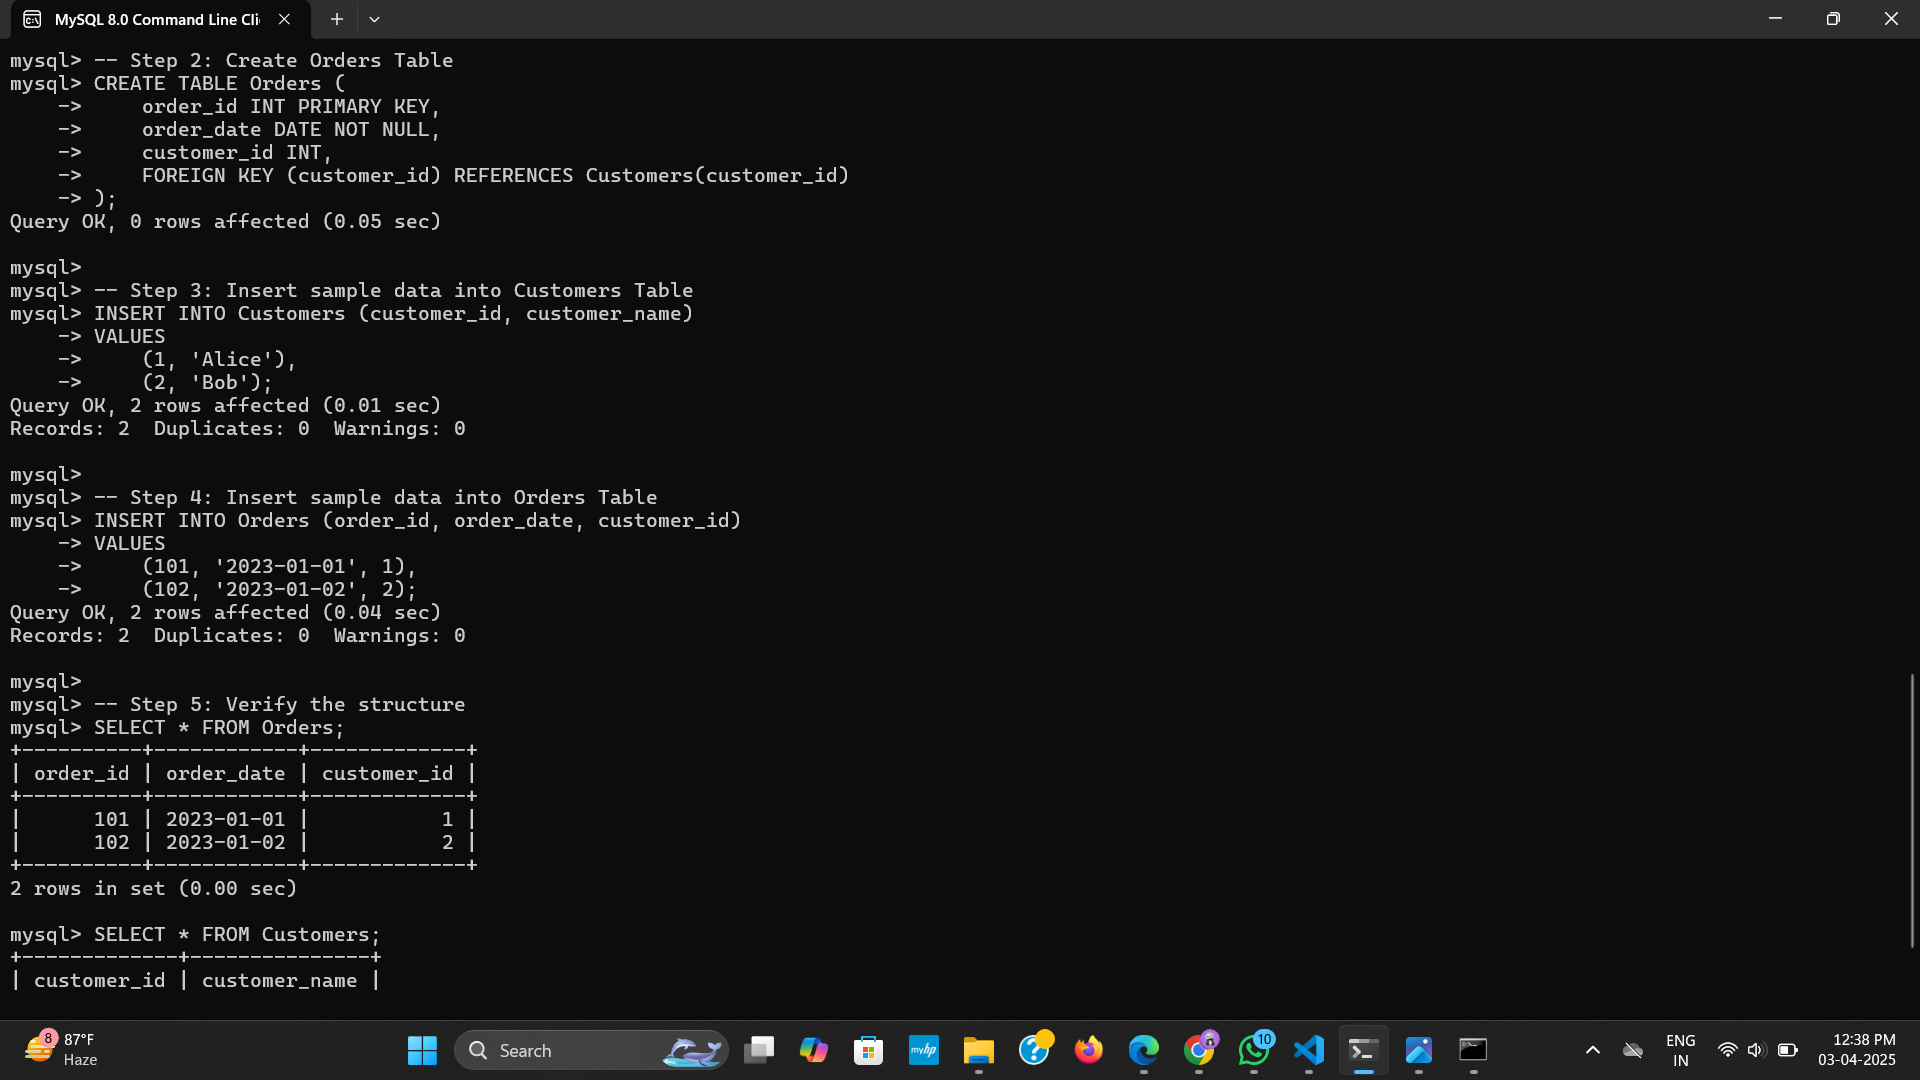 MySQL 8.0 Command Line Cli
mysql> -- Step 2: Create Orders Table
mysql> CREATE TABLE Orders (
    ->     order_id INT PRIMARY KEY,
    ->     order_date DATE NOT NULL,
    ->     customer_id INT,
    ->     FOREIGN KEY (customer_id) REFERENCES Customers(customer_id)
    -> );
Query OK, 0 rows affected (0.05 sec)
mysql>
mysql> -- Step 3: Insert sample data into Customers Table
mysql> INSERT INTO Customers (customer_id, customer_name)
    -> VALUES
    ->     (1, 'Alice'),
    ->     (2, 'Bob');
Query OK, 2 rows affected (0.01 sec)
Records: 2  Duplicates: 0  Warnings: 0
mysql>
mysql> -- Step 4: Insert sample data into Orders Table
mysql> INSERT INTO Orders (order_id, order_date, customer_id)
    -> VALUES
    ->     (101, '2023-01-01', 1),
    ->     (102, '2023-01-02', 2);
Query OK, 2 rows affected (0.04 sec)
Records: 2  Duplicates: 0  Warnings: 0
mysql>
mysql> -- Step 5: Verify the structure
mysql> SELECT * FROM Orders;
+----------+------------+-------------+
| order_id | order_date | customer_id |
+----------+------------+-------------+
|      101 | 2023-01-01 |           1 |
|      102 | 2023-01-02 |           2 |
+----------+------------+-------------+
2 rows in set (0.00 sec)
mysql> SELECT * FROM Customers;
+-------------+---------------+
| customer_id | customer_name |
8
87°F
Haze
Search
myhp
10
ENG
IN
12:38 PM
03-04-2025